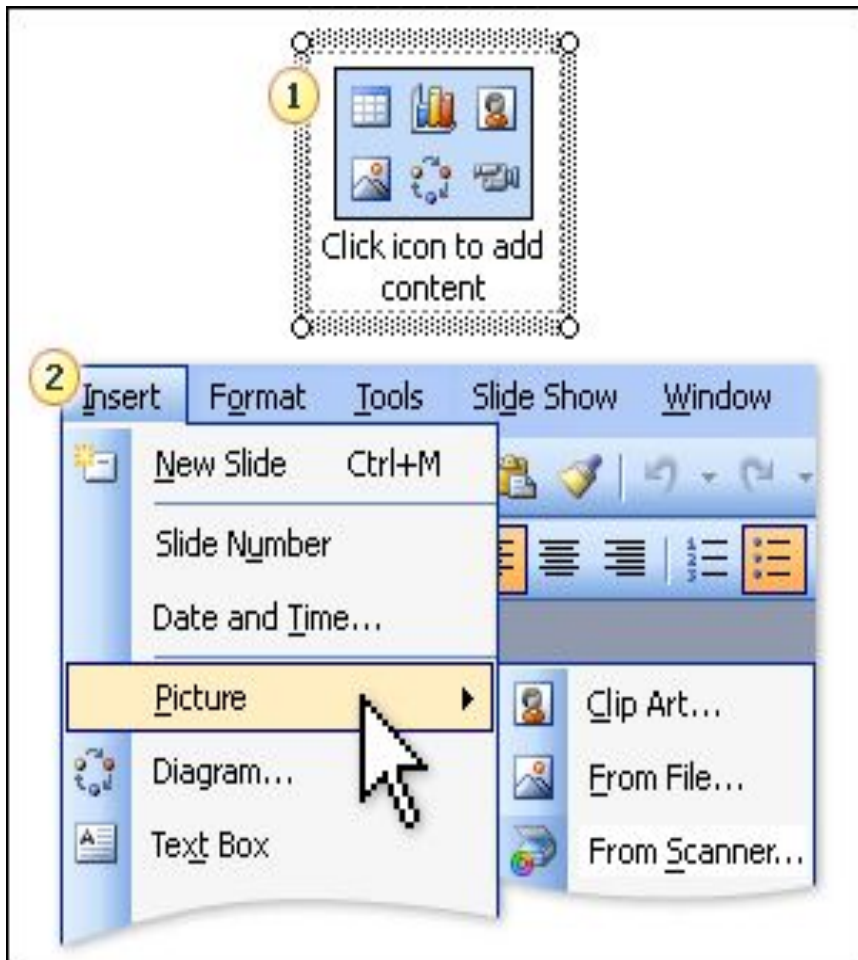 1
Click icon to add
content
2
Insert Format Tools Slide Show Window
New Slide Ctrl+M
Slide Number
Date and Time...
Picture
Clip Art...
Diagram...
From File...
Text Box
From Scanner...